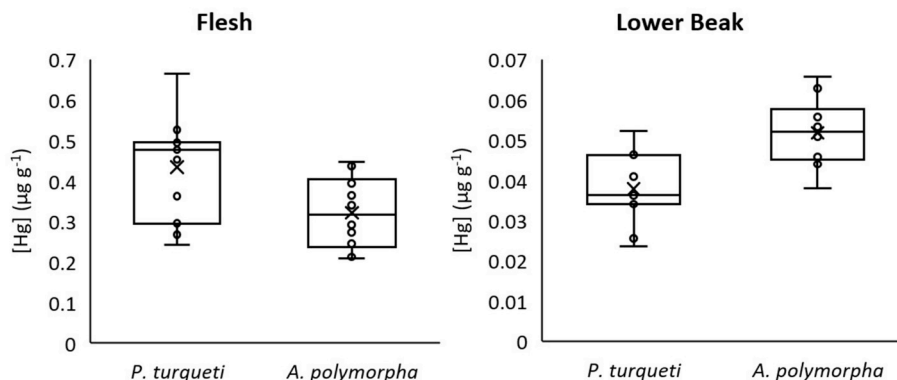 Flesh
[Hg] (µg g⁻¹)
0.7
0.6
0.5
0.4
0.3
0.2
0.1
0
P. turqueti
A. polymorpha
Lower Beak
[Hg] (µg g⁻¹)
0.07
0.06
0.05
0.04
0.03
0.02
0.01
0
P. turqueti
A. polymorpha